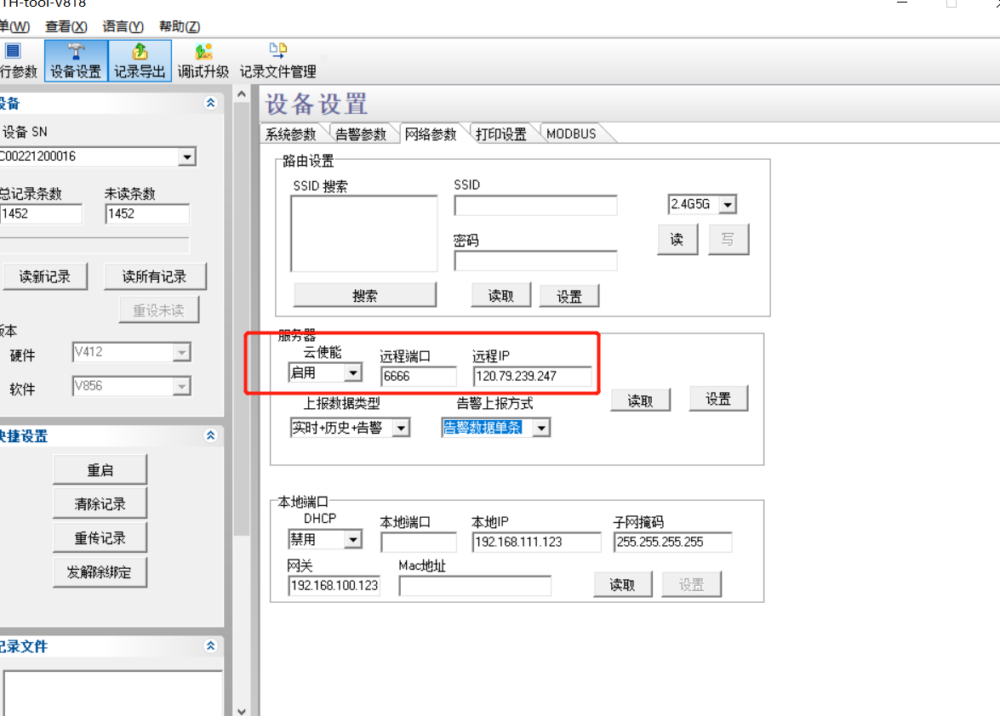 TH-tool-V818
单(W) 查看(X) 语言(Y) 帮助(Z)
行参数 设备设置 记录导出 调试升级 记录文件管理
设备
设备 SN
C00221200016
总记录条数 未读条数
1452 1452
读新记录 读所有记录
重设未读
版本
硬件 V412
软件 V856
快捷设置
重启
清除记录
重传记录
发解除绑定
记录文件
设备设置
系统参数 告警参数 网络参数 打印设置 MODBUS
路由设置
SSID 搜索 SSID
2.4G5G
密码
读 写
搜索 读取 设置
服务器
云使能 远程端口 远程IP
启用 6666 120.79.239.247
读取 设置
上报数据类型 告警上报方式
实时+历史+告警 告警数据单条
本地端口
DHCP 本地端口 本地IP 子网掩码
禁用 192.168.111.123 255.255.255.255
网关 Mac地址
192.168.100.123 读取 设置